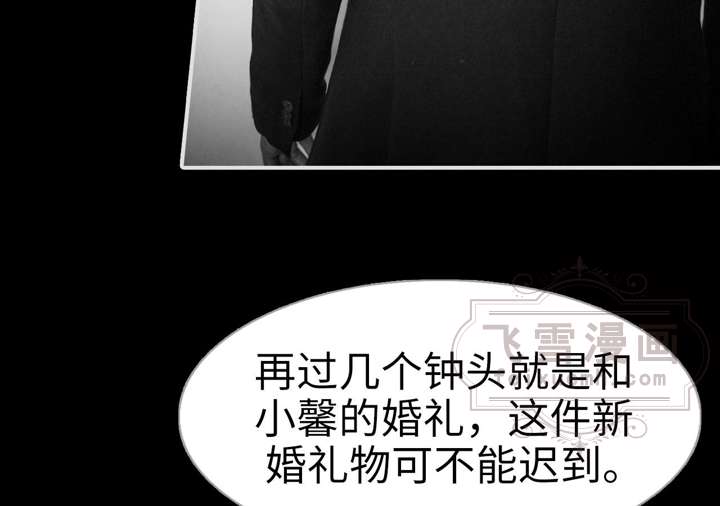 飞雪漫画
再过几个钟头就是和
小馨的婚礼，这件新
婚礼物可不能迟到。